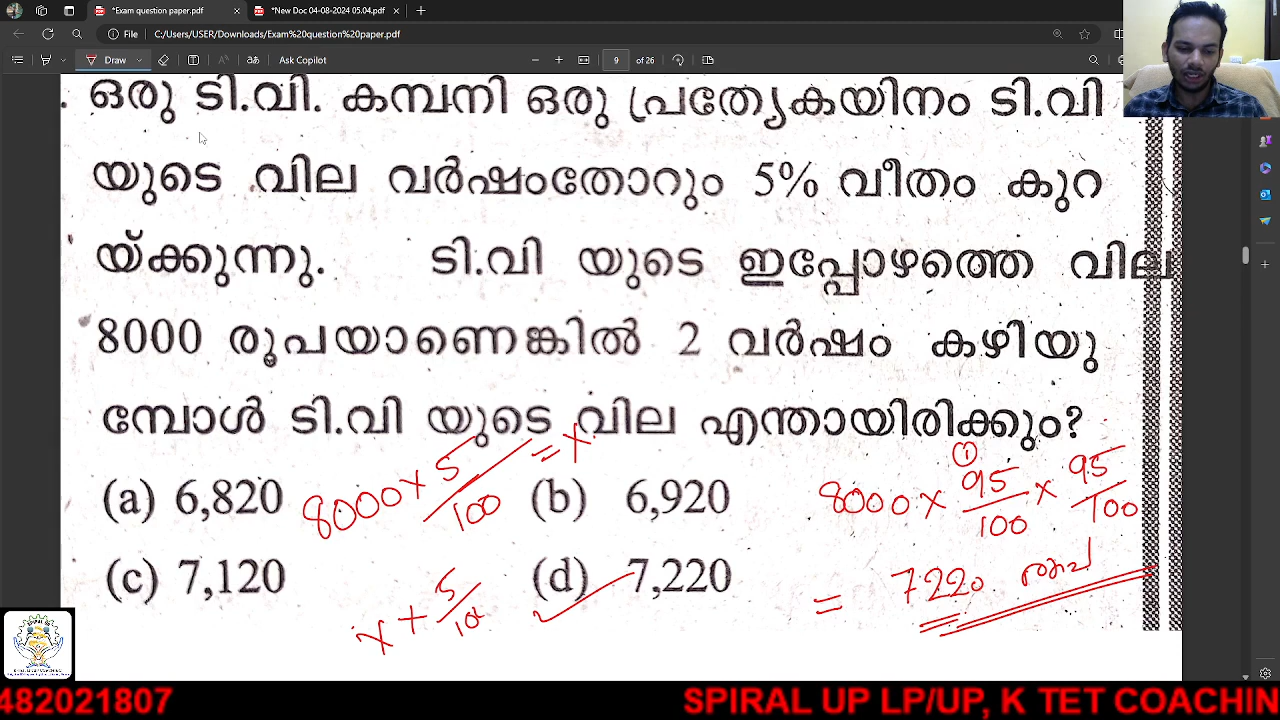 *Exam question paper.pdf
*New Doc 04-08-2024 05.04.pdf
File C:/Users/USER/Downloads/Exam%20question%20paper.pdf
Draw Ask Copilot 9 of 26
. ഒരു ടി.വി. കമ്പനി ഒരു പ്രത്യേകയിനം ടി.വി
യുടെ വില വർഷംതോറും 5% വീതം കുറ
യ്ക്കുന്നു. ടി.വി യുടെ ഇപ്പോഴത്തെ വില
8000 രൂപയാണെങ്കിൽ 2 വർഷം കഴിയു
മ്പോൾ ടി.വി യുടെ വില എന്തായിരിക്കും?
(a) 6,820 (b) 6,920
8000 × 5/100 = x
8000 × 95/100 × 95/100
①
(c) 7,120 (d) 7,220
x + 5/100
= 7220
482021807 SPIRAL UP LP/UP, K TET COACHIN